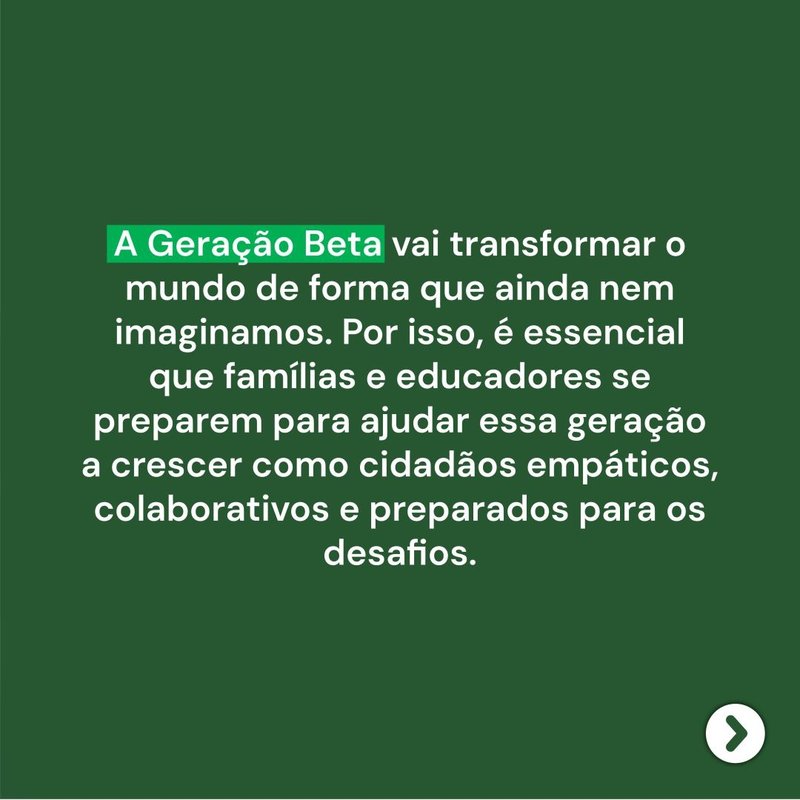 A Geração Beta vai transformar o
mundo de forma que ainda nem
imaginamos. Por isso, é essencial
que famílias e educadores se
preparem para ajudar essa geração
a crescer como cidadãos empáticos,
colaborativos e preparados para os
desafios.